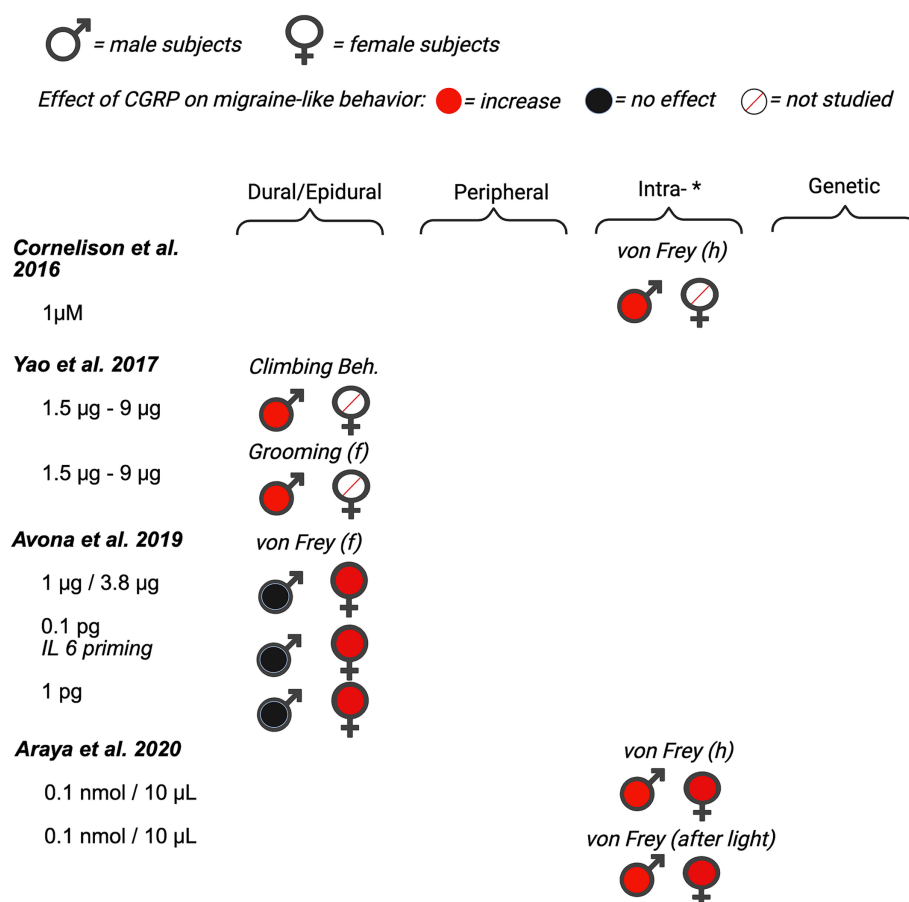 = male subjects = female subjects
Effect of CGRP on migraine-like behavior: = increase = no effect = not studied
Dural/Epidural Peripheral Intra- * Genetic
Cornelison et al. 2016
von Frey (h)
1µM
Yao et al. 2017
Climbing Beh.
1.5 µg - 9 µg
Grooming (f)
1.5 µg - 9 µg
Avona et al. 2019
von Frey (f)
1 µg / 3.8 µg
0.1 pg
IL 6 priming
1 pg
Araya et al. 2020
von Frey (h)
0.1 nmol / 10 µL
0.1 nmol / 10 µL
von Frey (after light)